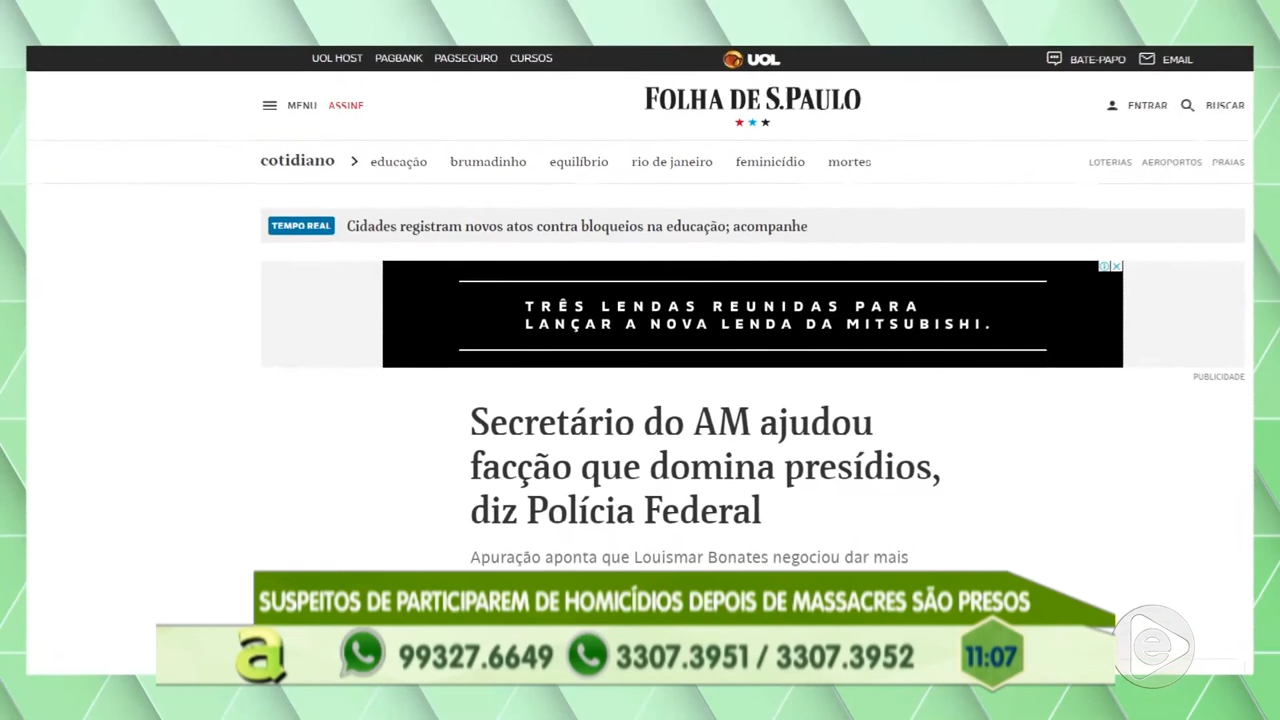 UOL HOST PAGBANK PAGSEGURO CURSOS UOL BATE-PAPO EMAIL
MENU ASSINE FOLHA DE S.PAULO ENTRAR BUSCAR
cotidiano > educação brumadinho equilíbrio rio de janeiro feminicídio mortes LOTERIAS AEROPORTOS PRAIAS
TEMPO REAL Cidades registram novos atos contra bloqueios na educação; acompanhe
TRÊS LENDAS REUNIDAS PARA
LANÇAR A NOVA LENDA DA MITSUBISHI.
PUBLICIDADE
Secretário do AM ajudou
facção que domina presídios,
diz Polícia Federal
Apuração aponta que Louismar Bonates negociou dar mais
SUSPEITOS DE PARTICIPAREM DE HOMICÍDIOS DEPOIS DE MASSACRES SÃO PRESOS
a 99327.6649 3307.3951 / 3307.3952 11:07
e